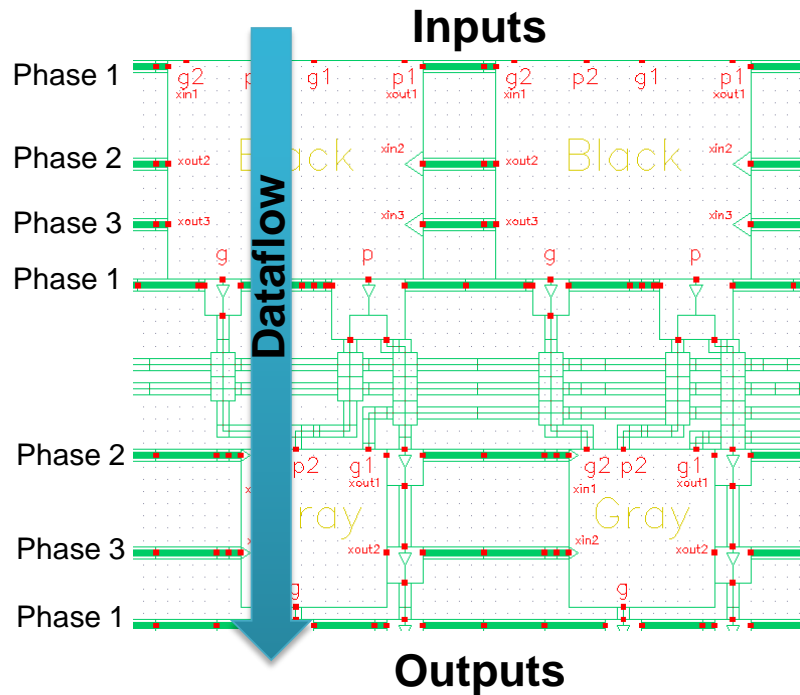 Inputs
Phase 1
g2 p g1 p1 g2 p2 g1 p1
xin1 xout1 xin1 xout1
Phase 2
xout2 Black xin2 xout2 Black xin2
Phase 3
xout3 xin3 xout3 xin3
g p g p
Phase 1
Dataflow
Phase 2
p2 g1 g2 p2 g1
xout1 xin1 xout1
ray Gray
Phase 3
xout2 xin2 xout2
g g
Phase 1
Outputs